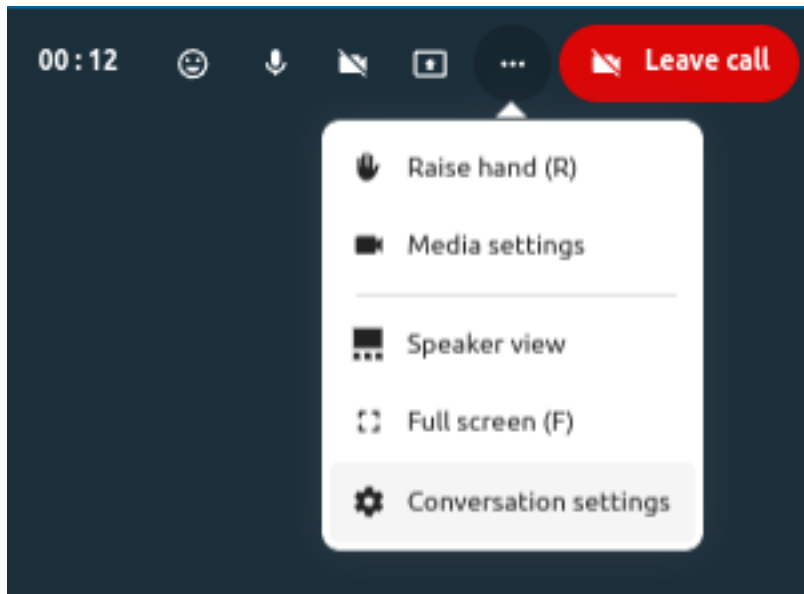 00 : 12
Leave call
Raise hand (R)
Media settings
Speaker view
Full screen (F)
Conversation settings